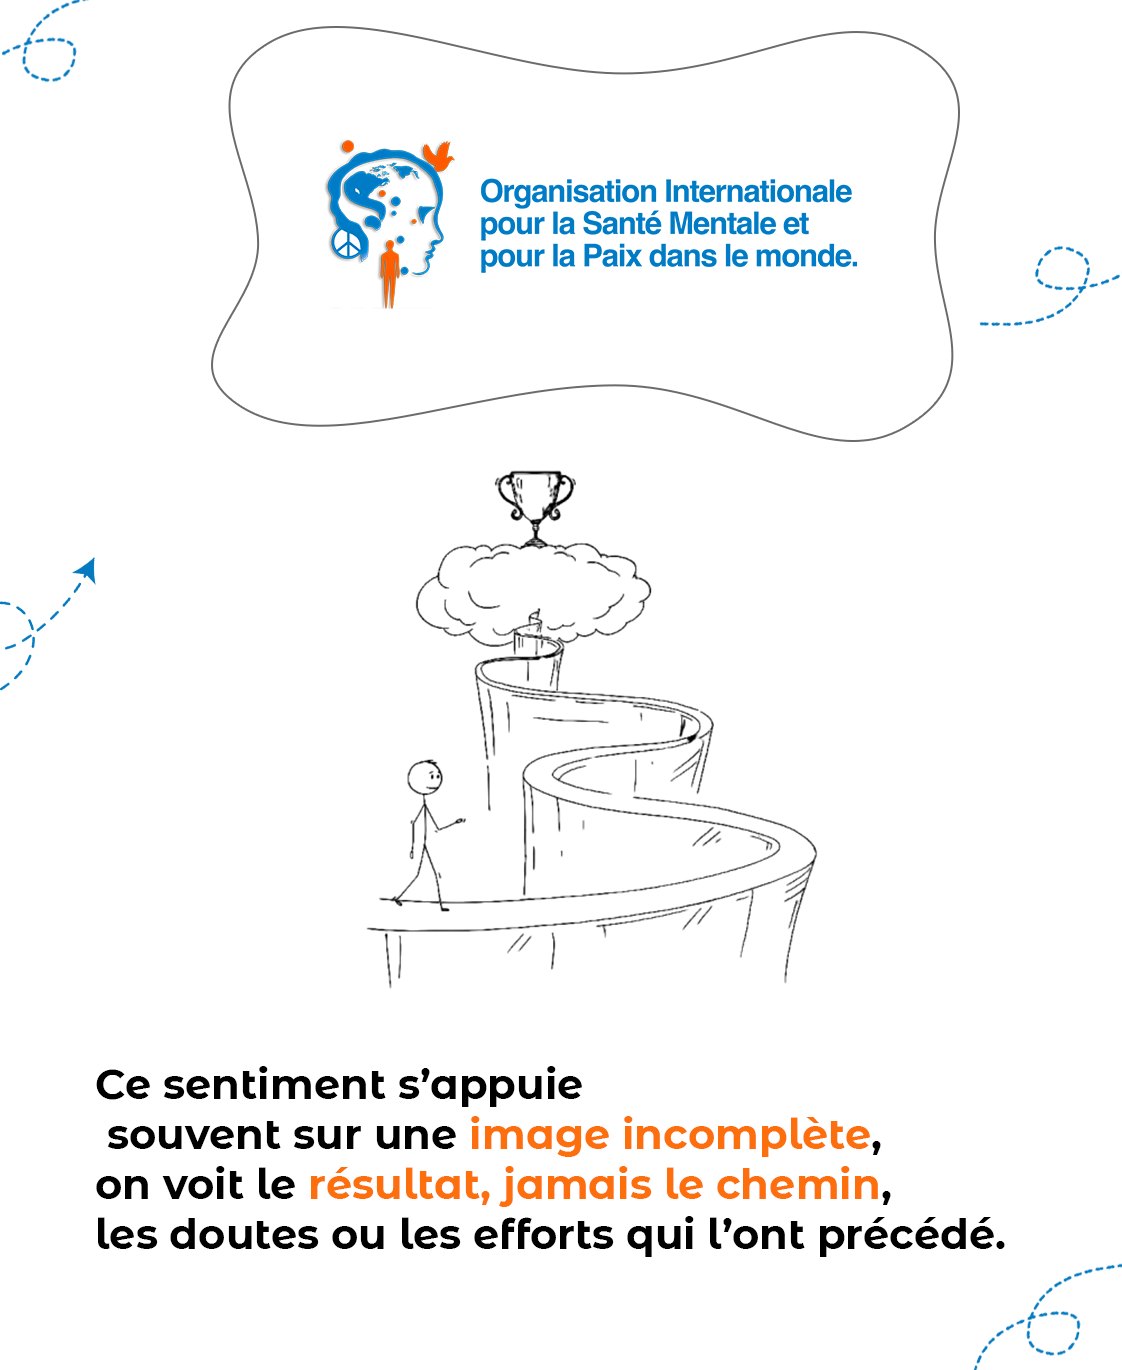 Organisation Internationale
pour la Santé Mentale et
pour la Paix dans le monde.
Ce sentiment s’appuie
souvent sur une image incomplète,
on voit le résultat, jamais le chemin,
les doutes ou les efforts qui l’ont précédé.